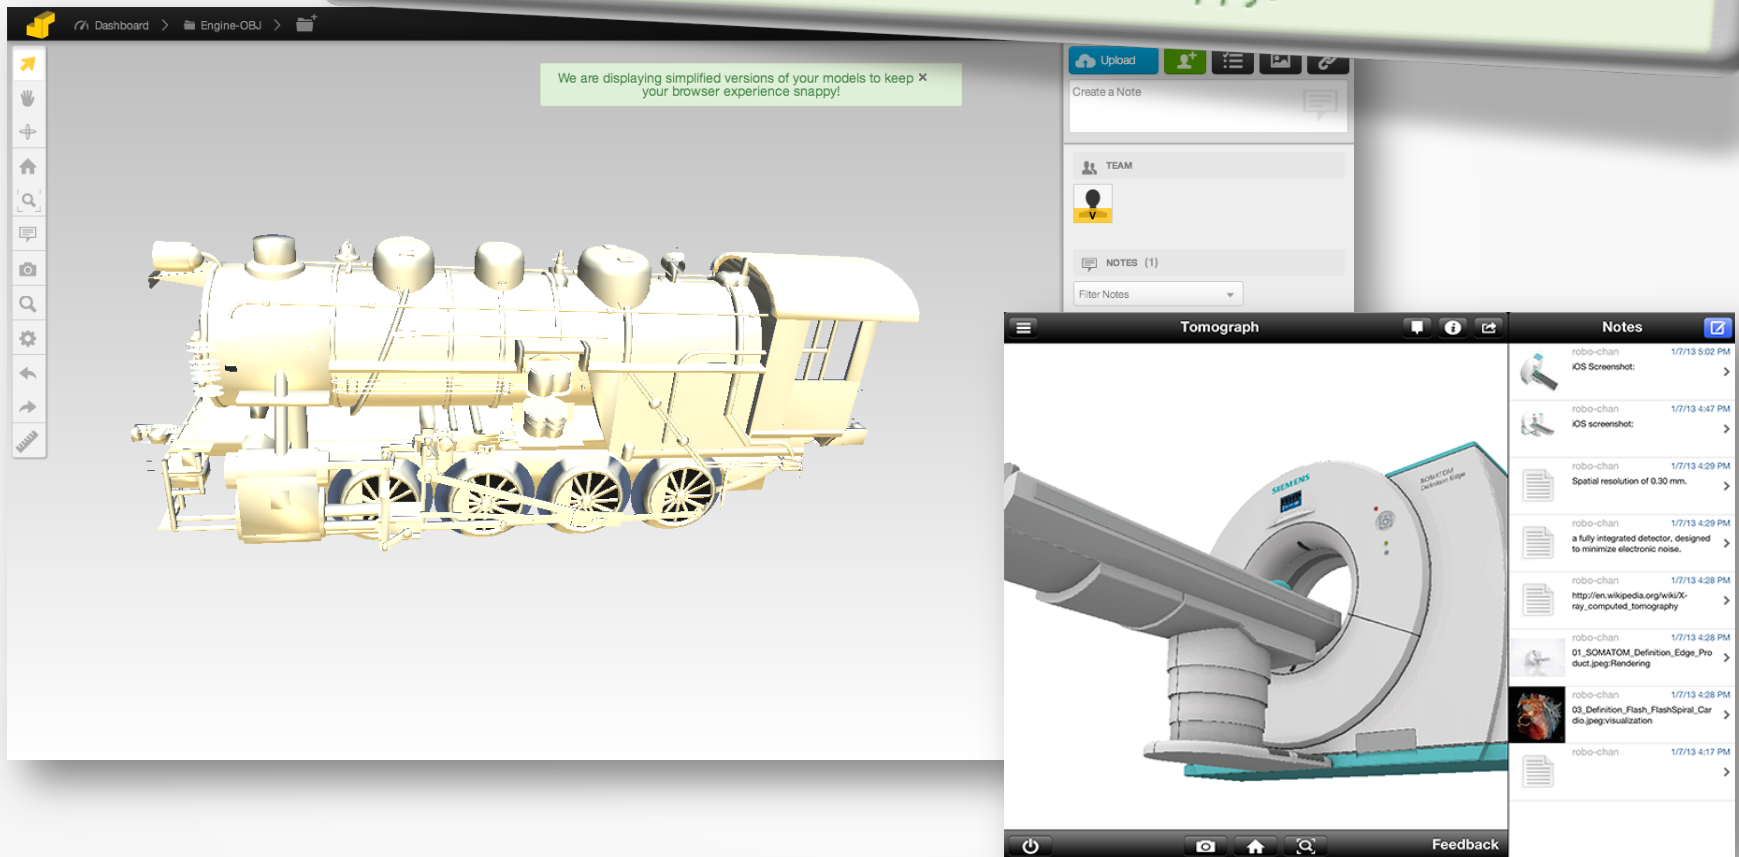 Dashboard
Engine-OBJ
We are displaying simplified versions of your models to keep
your browser experience snappy!
Upload
Create a Note
TEAM
V
NOTES (1)
Filter Notes
Tomograph
SIEMENS
SOMATOM
Definition Edge
Feedback
Notes
robo-chan 1/7/13 5:02 PM
iOS Screenshot:
robo-chan 1/7/13 4:47 PM
iOS screenshot:
robo-chan 1/7/13 4:29 PM
Spatial resolution of 0.30 mm.
robo-chan 1/7/13 4:29 PM
a fully integrated detector, designed
to minimize electronic noise.
robo-chan 1/7/13 4:28 PM
http://en.wikipedia.org/wiki/X-
ray_computed_tomography
robo-chan 1/7/13 4:28 PM
01_SOMATOM_Definition_Edge_Pro
duct.jpeg:Rendering
robo-chan 1/7/13 4:28 PM
03_Definition_Flash_FlashSpiral_Car
dio.jpeg:visualization
robo-chan 1/7/13 4:17 PM